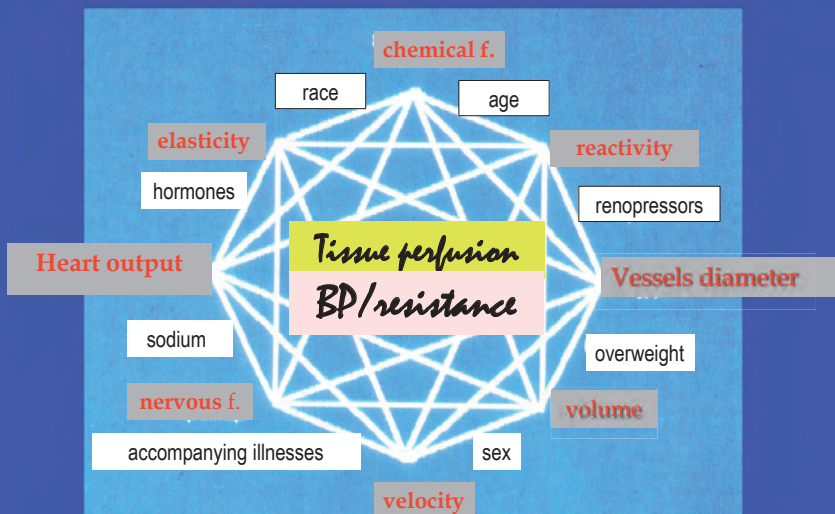 chemical f.
race
age
elasticity
reactivity
hormones
renopressors
Tissue perfusion
Heart output
Vessels diameter
BP/resistance
sodium
overweight
nervous f.
volume
accompanying illnesses
sex
velocity